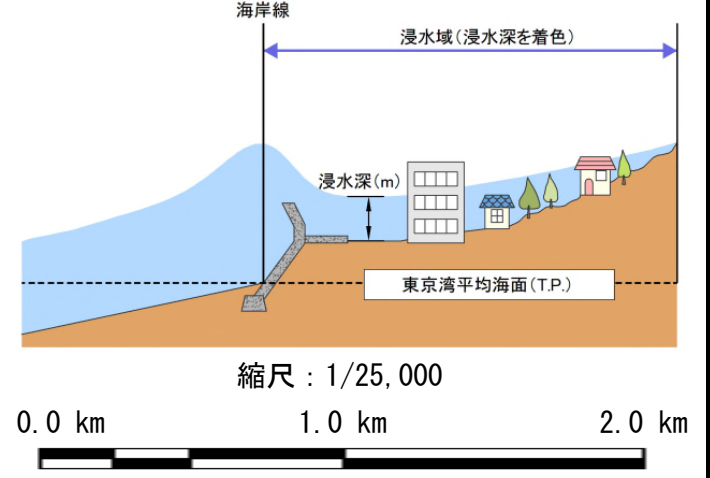 海岸線
浸水域（浸水深を着色）
浸水深（m）
東京湾平均海面（T.P.）
縮尺：1/25,000
0.0 km 1.0 km 2.0 km